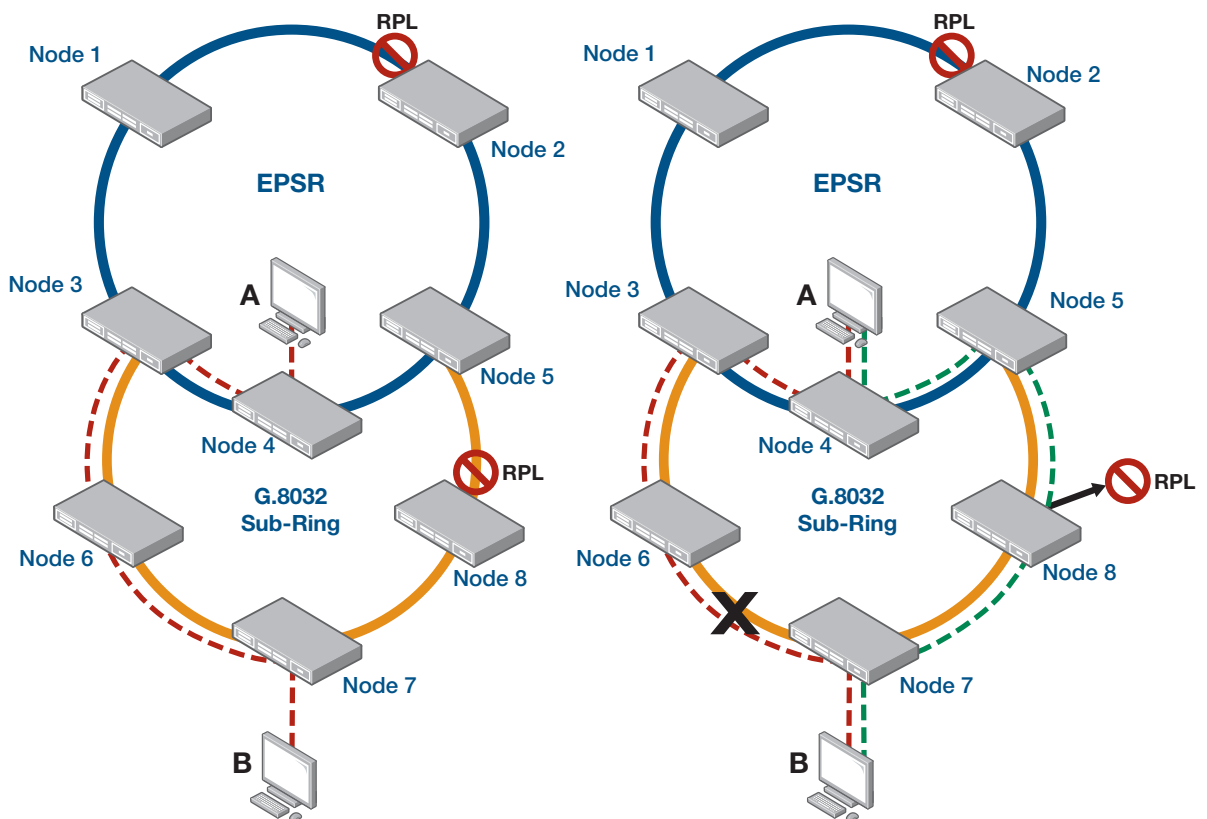 RPL
Node 1
Node 2
EPSR
Node 3
A
Node 5
Node 4
RPL
G.8032
Sub-Ring
Node 6
Node 8
Node 7
B
RPL
Node 1
Node 2
EPSR
Node 3
A
Node 5
Node 4
RPL
G.8032
Sub-Ring
Node 6
Node 8
X
Node 7
B